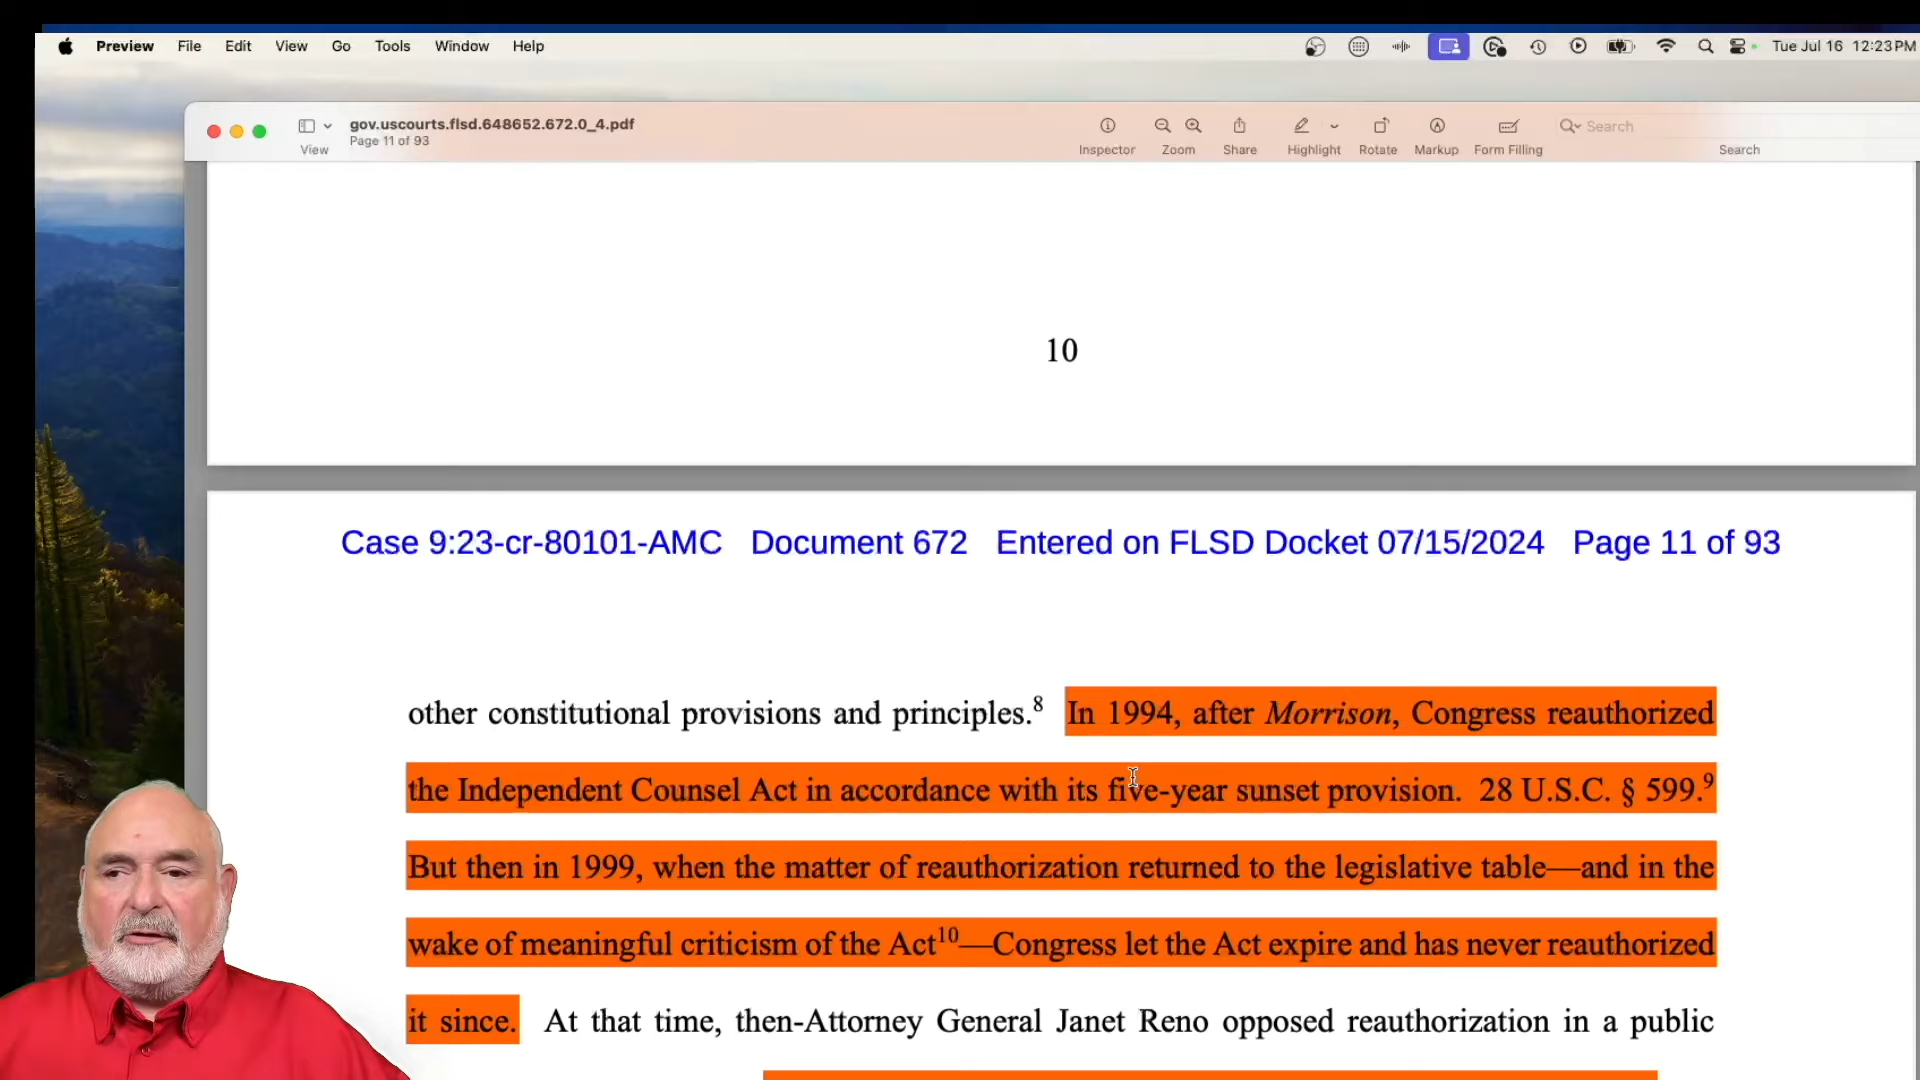 Preview File Edit View Go Tools Window Help Tue Jul 16 12:23 PM
gov.uscourts.flsd.648652.672.0_4.pdf
Page 11 of 93
View Inspector Zoom Share Highlight Rotate Markup Form Filling Search Search
10
Case 9:23-cr-80101-AMC Document 672 Entered on FLSD Docket 07/15/2024 Page 11 of 93
other constitutional provisions and principles.⁸ In 1994, after Morrison, Congress reauthorized
the Independent Counsel Act in accordance with its five-year sunset provision. 28 U.S.C. § 599.⁹
But then in 1999, when the matter of reauthorization returned to the legislative table—and in the
wake of meaningful criticism of the Act¹⁰—Congress let the Act expire and has never reauthorized
it since. At that time, then-Attorney General Janet Reno opposed reauthorization in a public